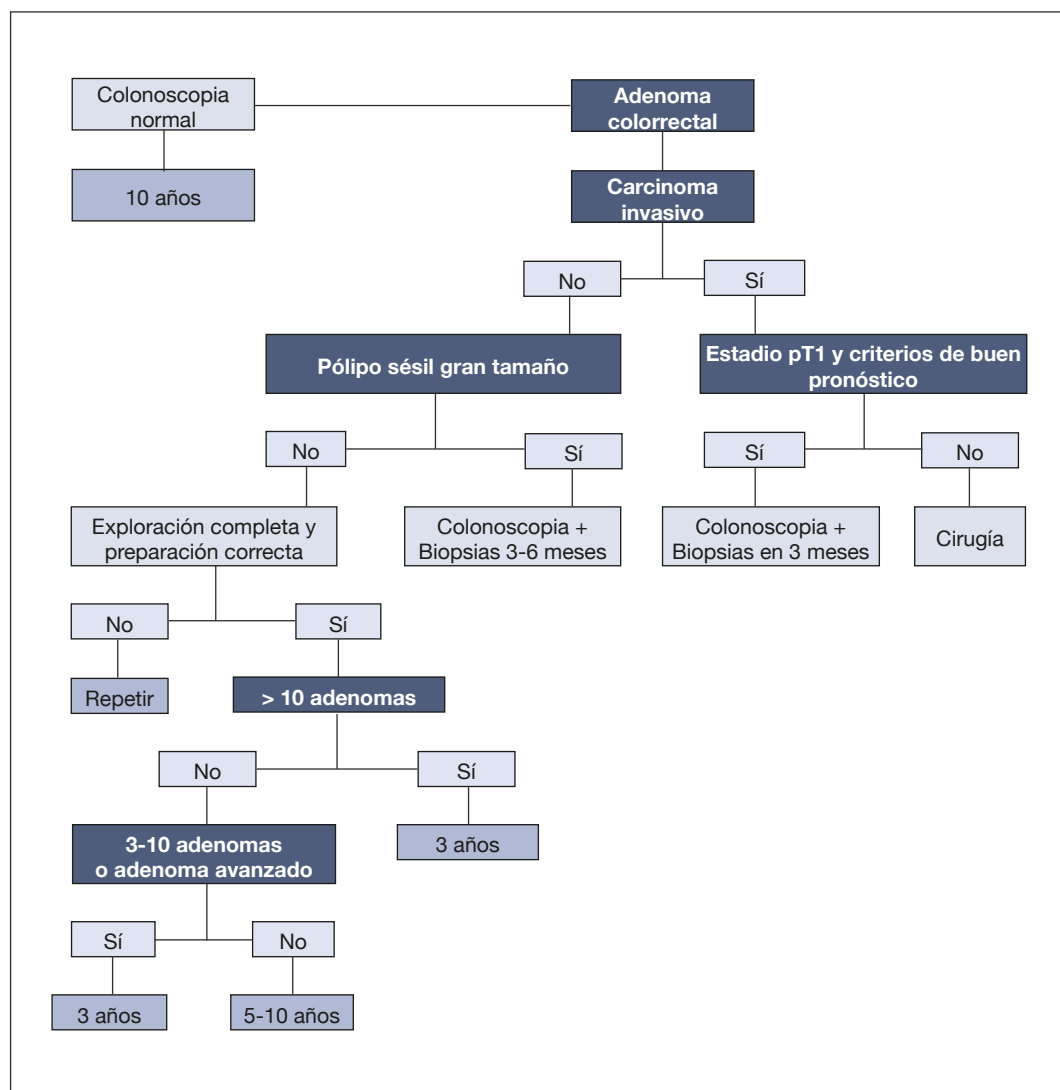 Colonoscopia
normal
Adenoma
colorrectal
10 años
Carcinoma
invasivo
No
Sí
Pólipo sésil gran tamaño
Estadio pT1 y criterios de buen
pronóstico
No
Sí
Sí
No
Exploración completa y
preparación correcta
Colonoscopia +
Biopsias 3-6 meses
Colonoscopia +
Biopsias en 3 meses
Cirugía
No
Sí
Repetir
> 10 adenomas
No
Sí
3-10 adenomas
o adenoma avanzado
3 años
Sí
No
3 años
5-10 años